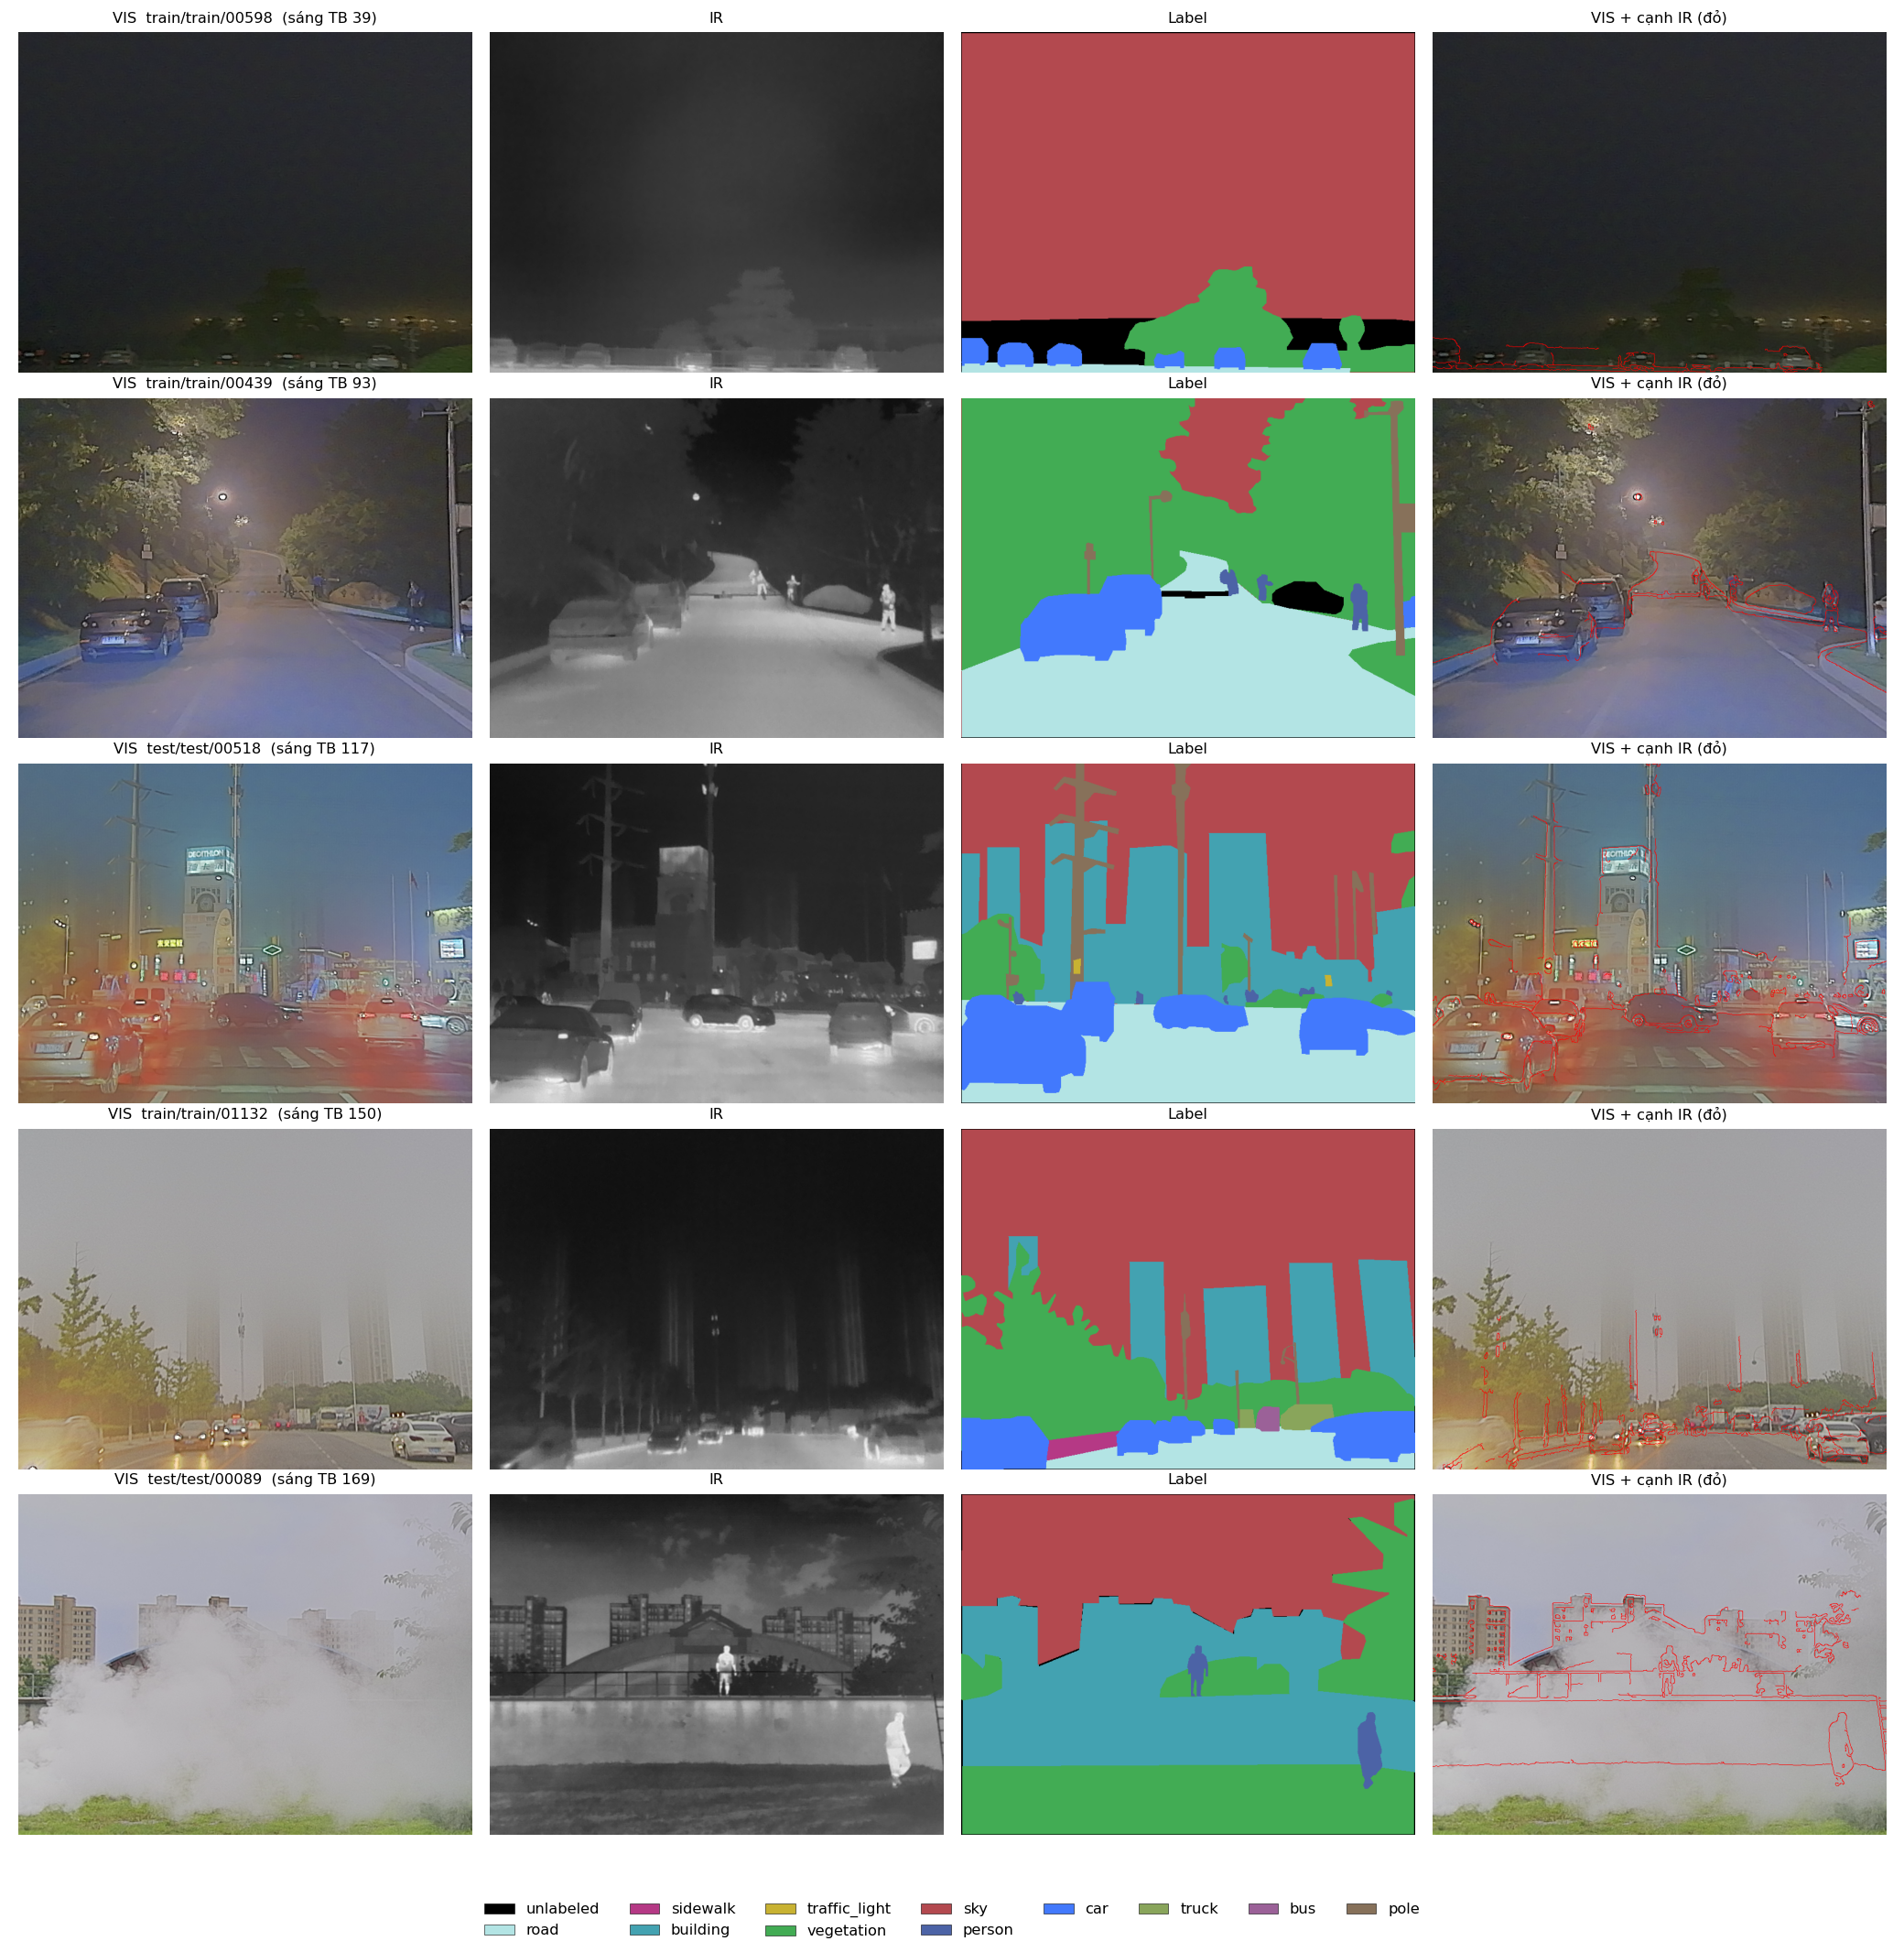 VIS train/train/00598 (sáng TB 39)
IR
Label
VIS + cạnh IR (đỏ)
VIS train/train/00439 (sáng TB 93)
IR
Label
VIS + cạnh IR (đỏ)
VIS test/test/00518 (sáng TB 117)
IR
Label
VIS + cạnh IR (đỏ)
DECATHLON
DECATHLON
VIS train/train/01132 (sáng TB 150)
IR
Label
VIS + cạnh IR (đỏ)
VIS test/test/00089 (sáng TB 169)
IR
Label
VIS + cạnh IR (đỏ)
unlabeled sidewalk traffic_light sky car truck bus pole
road building vegetation person